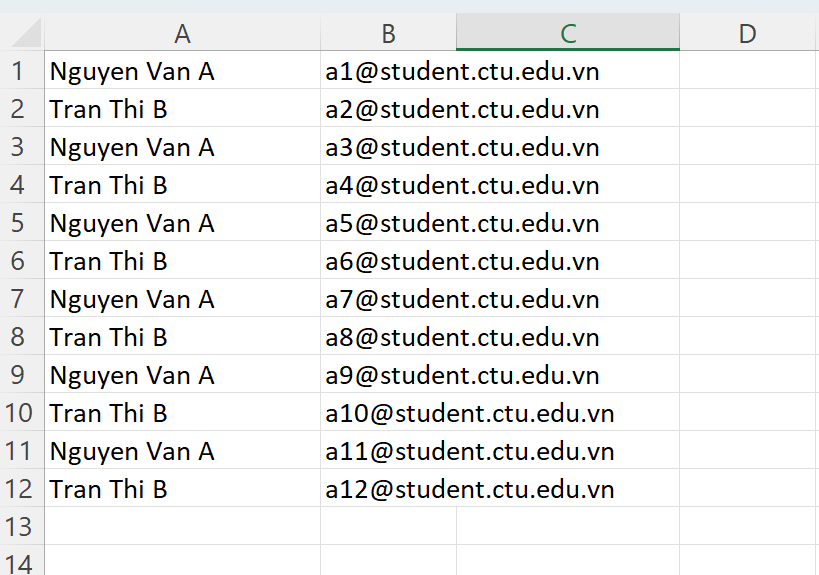 A B C D
1 Nguyen Van A a1@student.ctu.edu.vn
2 Tran Thi B a2@student.ctu.edu.vn
3 Nguyen Van A a3@student.ctu.edu.vn
4 Tran Thi B a4@student.ctu.edu.vn
5 Nguyen Van A a5@student.ctu.edu.vn
6 Tran Thi B a6@student.ctu.edu.vn
7 Nguyen Van A a7@student.ctu.edu.vn
8 Tran Thi B a8@student.ctu.edu.vn
9 Nguyen Van A a9@student.ctu.edu.vn
10 Tran Thi B a10@student.ctu.edu.vn
11 Nguyen Van A a11@student.ctu.edu.vn
12 Tran Thi B a12@student.ctu.edu.vn
13
14